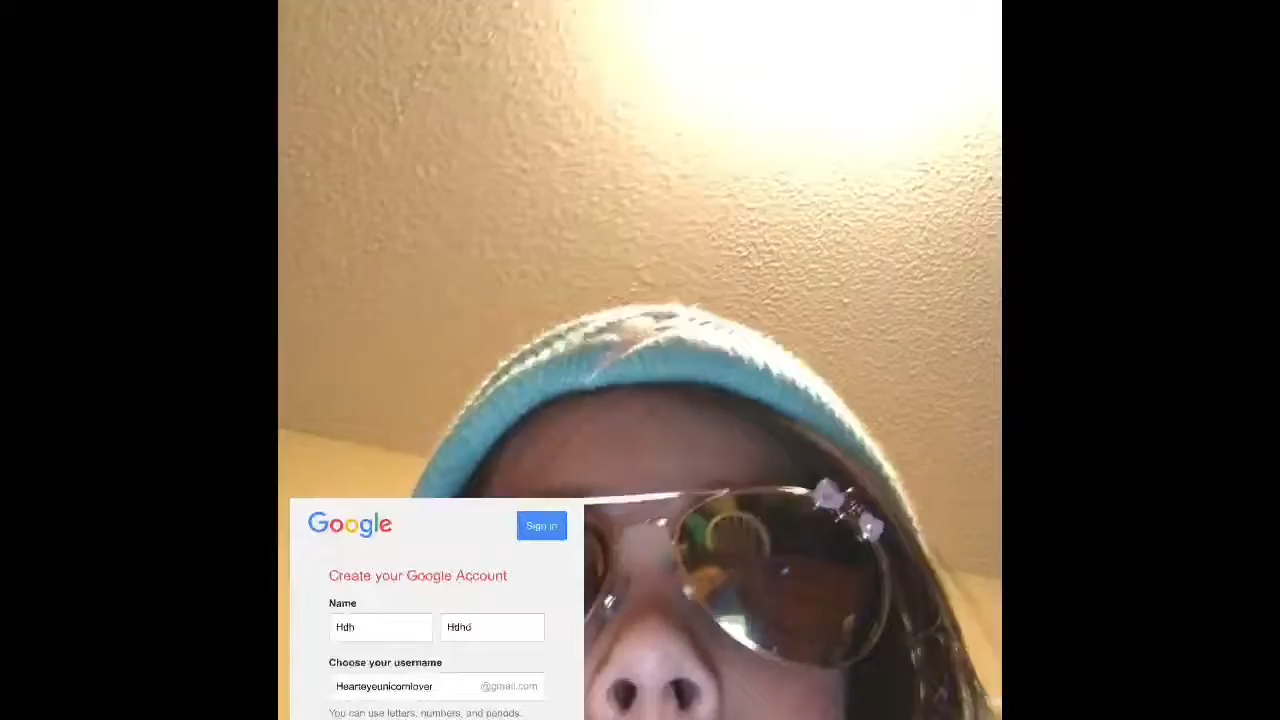 Google
Sign in
Create your Google Account
Name
Hdh
Hdhd
Choose your username
Hearteyeunicornlover
@gmail.com
You can use letters, numbers, and periods.